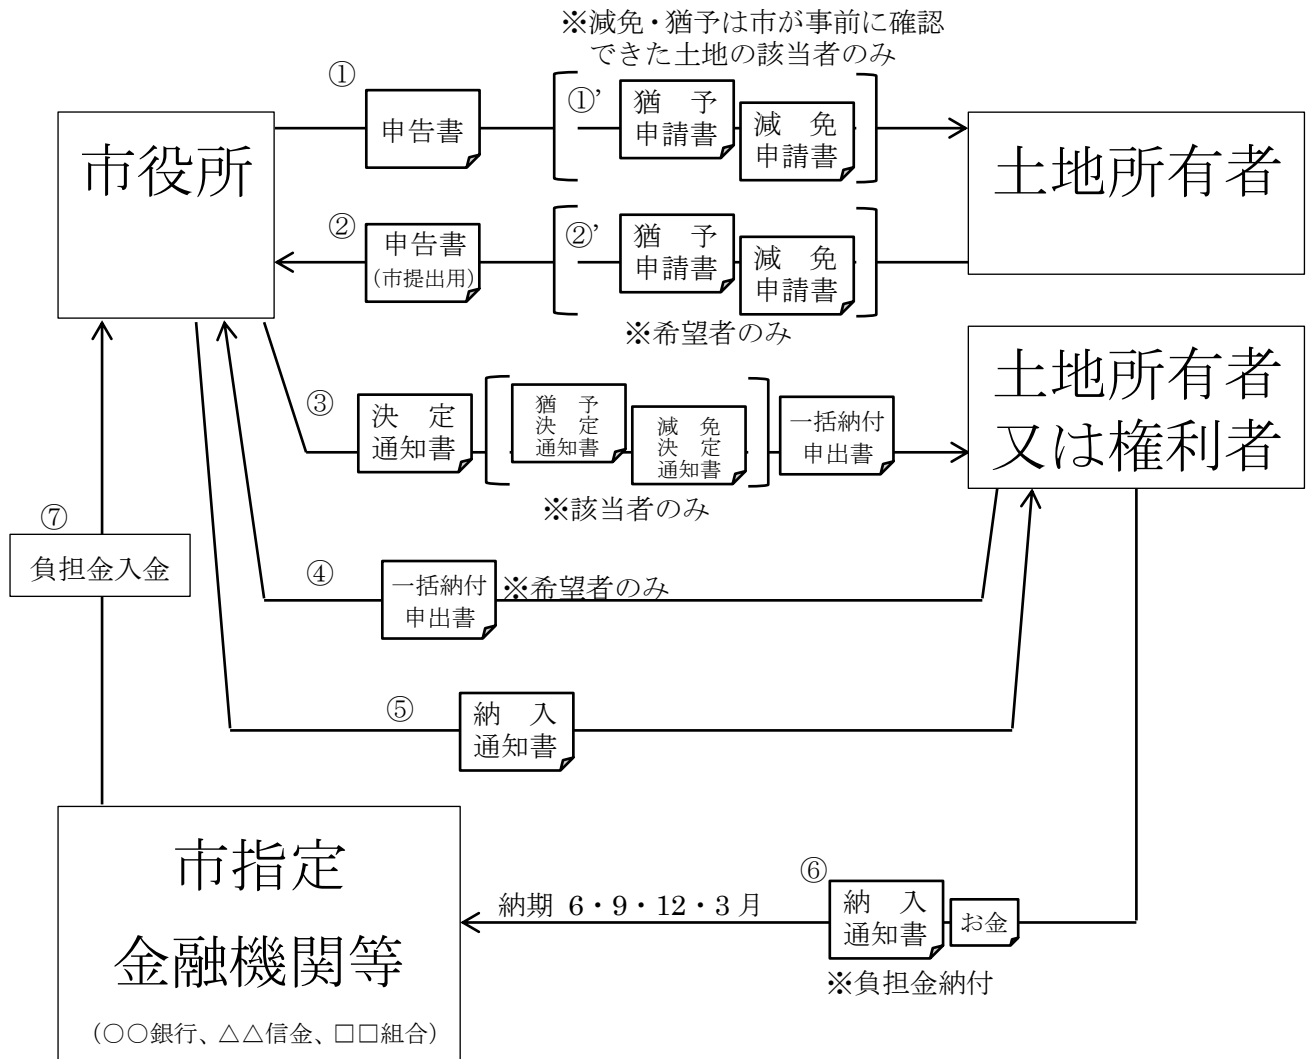 ※減免・猶予は市が事前に確認
できた土地の該当者のみ
①
申告書
①’
猶　予
申請書
減　免
申請書
市役所
土地所有者
②
申告書
（市提出用）
②’
猶　予
申請書
減　免
申請書
※希望者のみ
土地所有者
又は権利者
③
決　定
通知書
猶　予
決　定
通知書
減　免
決　定
通知書
一括納付
申出書
※該当者のみ
⑦
負担金入金
④
一括納付
申出書
※希望者のみ
⑤
納　入
通知書
市指定
金融機関等
（○○銀行、△△信金、□□組合）
納期 6・9・12・3 月
⑥
納　入
通知書
お金
※負担金納付